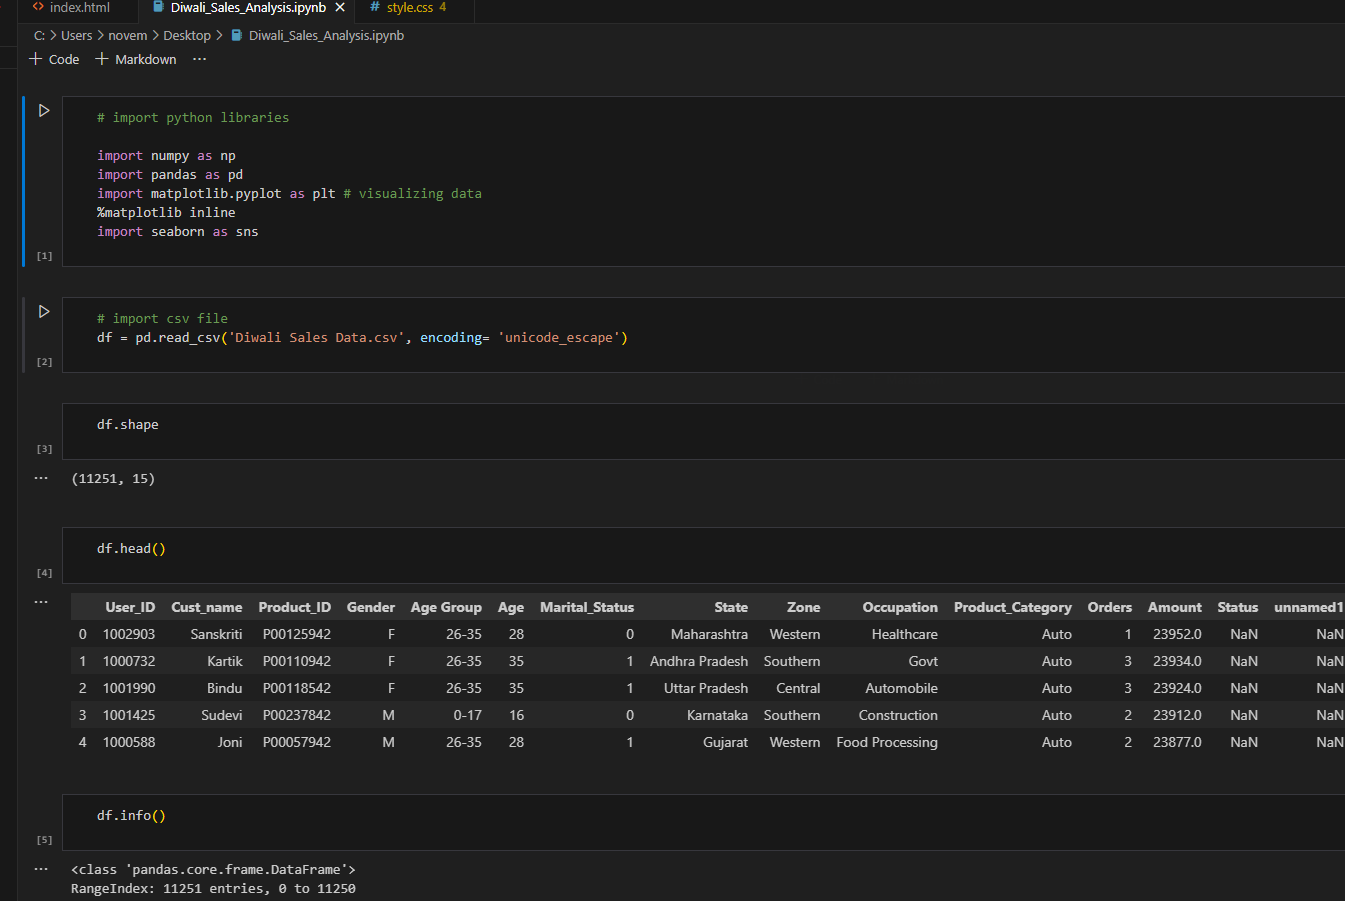 index.html Diwali_Sales_Analysis.ipynb # style.css 4
C: > Users > novem > Desktop > Diwali_Sales_Analysis.ipynb
+ Code + Markdown ...
# import python libraries
import numpy as np
import pandas as pd
import matplotlib.pyplot as plt # visualizing data
%matplotlib inline
import seaborn as sns
[1]
# import csv file
df = pd.read_csv('Diwali Sales Data.csv', encoding= 'unicode_escape')
[2]
df.shape
[3]
... (11251, 15)
df.head()
[4]
...
User_ID Cust_name Product_ID Gender Age Group Age Marital_Status State Zone Occupation Product_Category Orders Amount Status unnamed1
0 1002903 Sanskriti P00125942 F 26-35 28 0 Maharashtra Western Healthcare Auto 1 23952.0 NaN NaN
1 1000732 Kartik P00110942 F 26-35 35 1 Andhra Pradesh Southern Govt Auto 3 23934.0 NaN NaN
2 1001990 Bindu P00118542 F 26-35 35 1 Uttar Pradesh Central Automobile Auto 3 23924.0 NaN NaN
3 1001425 Sudevi P00237842 M 0-17 16 0 Karnataka Southern Construction Auto 2 23912.0 NaN NaN
4 1000588 Joni P00057942 M 26-35 28 1 Gujarat Western Food Processing Auto 2 23877.0 NaN NaN
df.info()
[5]
... <class 'pandas.core.frame.DataFrame'>
RangeIndex: 11251 entries, 0 to 11250